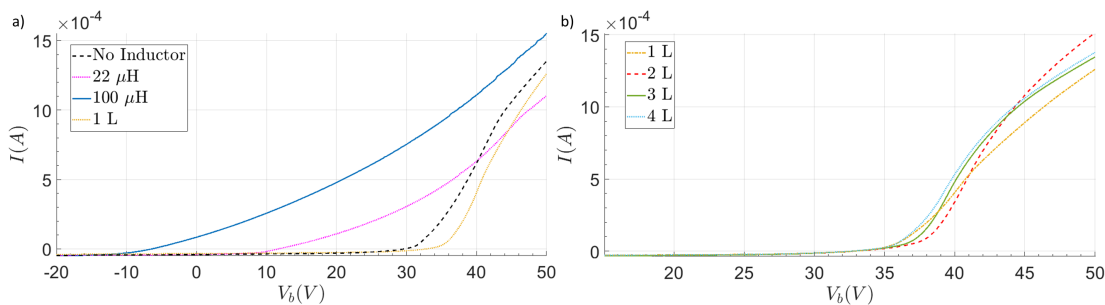 a)
×10⁻⁴
15
10
5
0
I(A)
No Inductor
22 μH
100 μH
1 L
-20 -10 0 10 20 30 40 50
V_b(V)
b)
×10⁻⁴
15
10
5
0
I(A)
1 L
2 L
3 L
4 L
20 25 30 35 40 45 50
V_b(V)